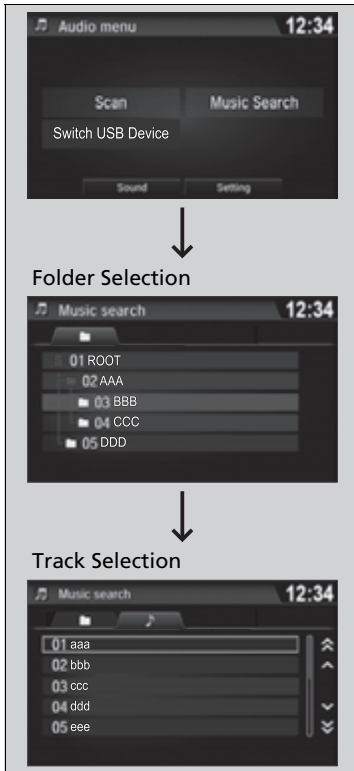 Audio menu 12:34
Scan Music Search
Switch USB Device
Sound Setting
Folder Selection
Music search 12:34
01 ROOT
02 AAA
03 BBB
04 CCC
05 DDD
Track Selection
Music search 12:34
01 aaa
02 bbb
03 ccc
04 ddd
05 eee